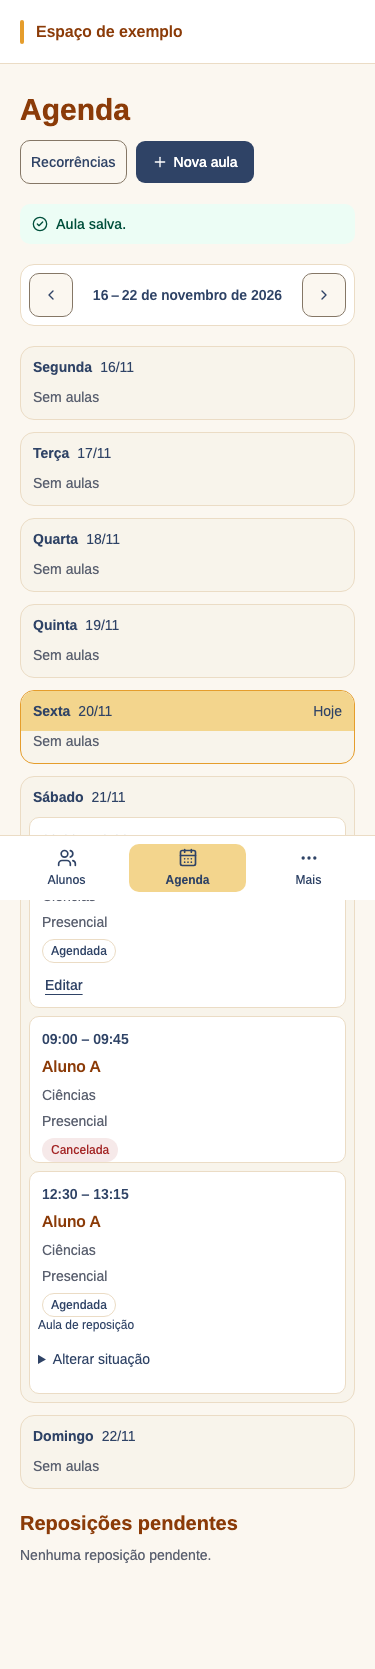 Espaço de exemplo
Agenda
Recorrências
Nova aula
Aula salva.
16 – 22 de novembro de 2026
Segunda 16/11
Sem aulas
Terça 17/11
Sem aulas
Quarta 18/11
Sem aulas
Quinta 19/11
Sem aulas
Sexta 20/11 Hoje
Sem aulas
Sábado 21/11
Alunos
Agenda
Mais
Presencial
Agendada
Editar
09:00 – 09:45
Aluno A
Ciências
Presencial
Cancelada
12:30 – 13:15
Aluno A
Ciências
Presencial
Agendada
Aula de reposição
Alterar situação
Domingo 22/11
Sem aulas
Reposições pendentes
Nenhuma reposição pendente.